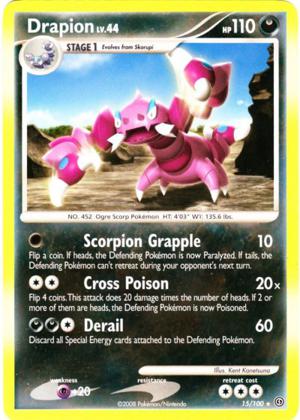 Drapion LV.44
HP 110
STAGE 1 Evolves from Skorupi
NO. 452 Ogre Scorp Pokémon HT: 4'03" WT: 135.6 lbs.
Scorpion Grapple 10
Flip a coin. If heads, the Defending Pokémon is now Paralyzed. If tails, the
Defending Pokémon can't retreat during your opponent's next turn.
Cross Poison 20×
Flip 4 coins. This attack does 20 damage times the number of heads. If 2 or
more of them are heads, the Defending Pokémon is now Poisoned.
Derail 60
Discard all Special Energy cards attached to the Defending Pokémon.
Illus. Kent Kanetsuna
weakness resistance retreat cost
+20
©2008 Pokémon/Nintendo 15/100 ★